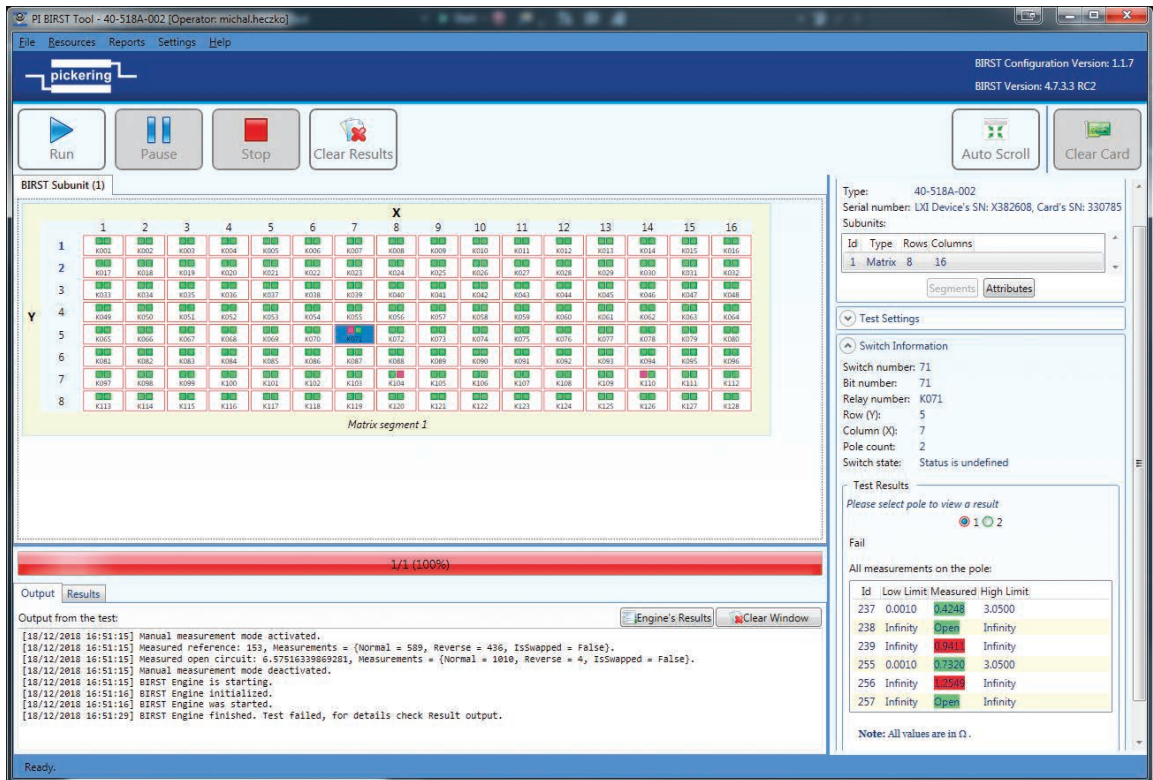 PI BIRST Tool - 40-518A-002 [Operator: michal.heczko]
File Resources Reports Settings Help
pickering
BIRST Configuration Version: 1.1.7
BIRST Version: 4.7.3.3 RC2
Run Pause Stop Clear Results Auto Scroll Clear Card
BIRST Subunit (1)
X
1 2 3 4 5 6 7 8 9 10 11 12 13 14 15 16
1 K001 K002 K003 K004 K005 K006 K007 K008 K009 K010 K011 K012 K013 K014 K015 K016
2 K017 K018 K019 K020 K021 K022 K023 K024 K025 K026 K027 K028 K029 K030 K031 K032
3 K033 K034 K035 K036 K037 K038 K039 K040 K041 K042 K043 K044 K045 K046 K047 K048
Y
4 K049 K050 K051 K052 K053 K054 K055 K056 K057 K058 K059 K060 K061 K062 K063 K064
5 K065 K066 K067 K068 K069 K070 K071 K072 K073 K074 K075 K076 K077 K078 K079 K080
6 K081 K082 K083 K084 K085 K086 K087 K088 K089 K090 K091 K092 K093 K094 K095 K096
7 K097 K098 K099 K100 K101 K102 K103 K104 K105 K106 K107 K108 K109 K110 K111 K112
8 K113 K114 K115 K116 K117 K118 K119 K120 K121 K122 K123 K124 K125 K126 K127 K128
Matrix segment 1
1/1 (100%)
Output Results
Output from the test:
Engine's Results Clear Window
[18/12/2018 16:51:15] Manual measurement mode activated.
[18/12/2018 16:51:15] Measured reference: 153, Measurements = {Normal = 589, Reverse = 436, IsSwapped = False}.
[18/12/2018 16:51:15] Measured open circuit: 6.57516339869281, Measurements = {Normal = 1010, Reverse = 4, IsSwapped = False}.
[18/12/2018 16:51:15] Manual measurement mode deactivated.
[18/12/2018 16:51:15] BIRST Engine is starting.
[18/12/2018 16:51:16] BIRST Engine initialized.
[18/12/2018 16:51:16] BIRST Engine was started.
[18/12/2018 16:51:29] BIRST Engine finished. Test failed, for details check Result output.
Ready.
Type: 40-518A-002
Serial number: LXI Device's SN: X382608, Card's SN: 330785
Subunits:
Id Type Rows Columns
1 Matrix 8 16
Segments Attributes
Test Settings
Switch Information
Switch number: 71
Bit number: 71
Relay number: K071
Row (Y): 5
Column (X): 7
Pole count: 2
Switch state: Status is undefined
Test Results
Please select pole to view a result
1 2
Fail
All measurements on the pole:
Id Low Limit Measured High Limit
237 0.0010 0.4248 3.0500
238 Infinity Open Infinity
239 Infinity 0.9411 Infinity
255 0.0010 0.7320 3.0500
256 Infinity 1.2549 Infinity
257 Infinity Open Infinity
Note: All values are in Ω .